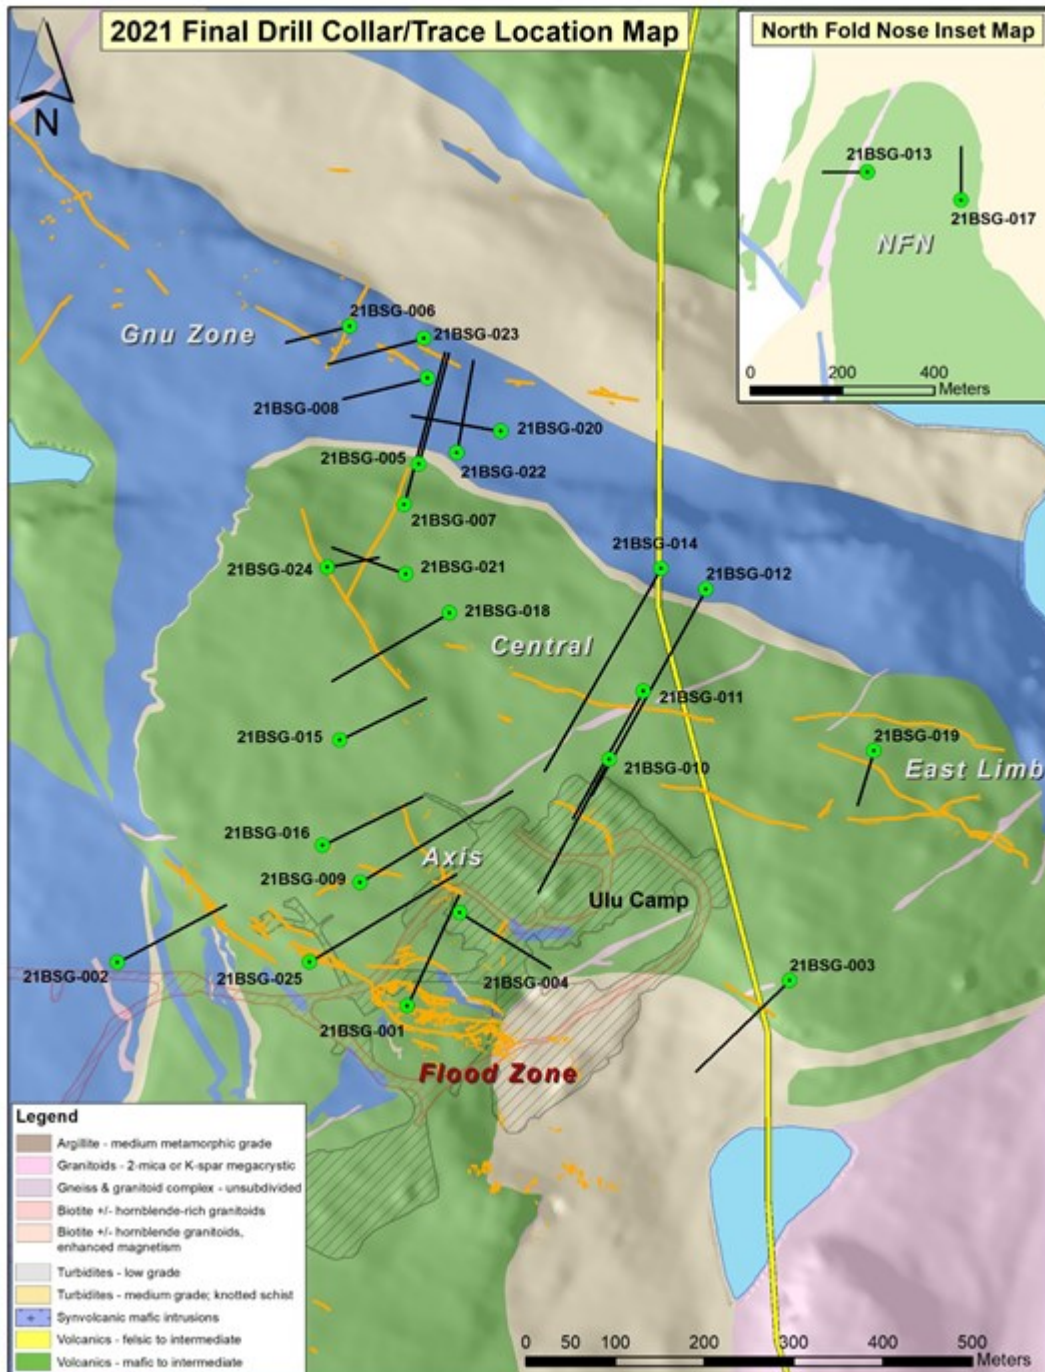 2021 Final Drill Collar/Trace Location Map
North Fold Nose Inset Map
N
21BSG-013
21BSG-017
NFN
0 200 400
Meters
21BSG-006
21BSG-023
Gnu Zone
21BSG-008
21BSG-020
21BSG-005
21BSG-022
21BSG-007
21BSG-014
21BSG-012
21BSG-024
21BSG-021
21BSG-018
Central
21BSG-011
21BSG-015
21BSG-019
21BSG-010
East Limb
21BSG-016
Axis
21BSG-009
Ulu Camp
21BSG-002
21BSG-025
21BSG-004
21BSG-003
21BSG-001
Flood Zone
Legend
Argillite - medium metamorphic grade
Granitoids - 2-mica or K-spar megacrystic
Gneiss & granitoid complex - unsubdivided
Biotite +/- hornblende-rich granitoids
Biotite +/- hornblende granitoids,
enhanced magnetism
Turbidites - low grade
Turbidites - medium grade; knotted schist
Synvolcanic mafic intrusions
Volcanics - felsic to intermediate
Volcanics - mafic to intermediate
0 50 100 200 300 400 500
Meters